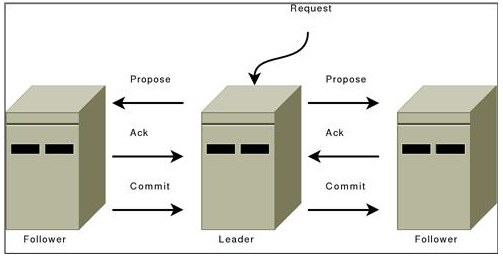 Request
Propose
Propose
Ack
Ack
Commit
Commit
Follower
Leader
Follower